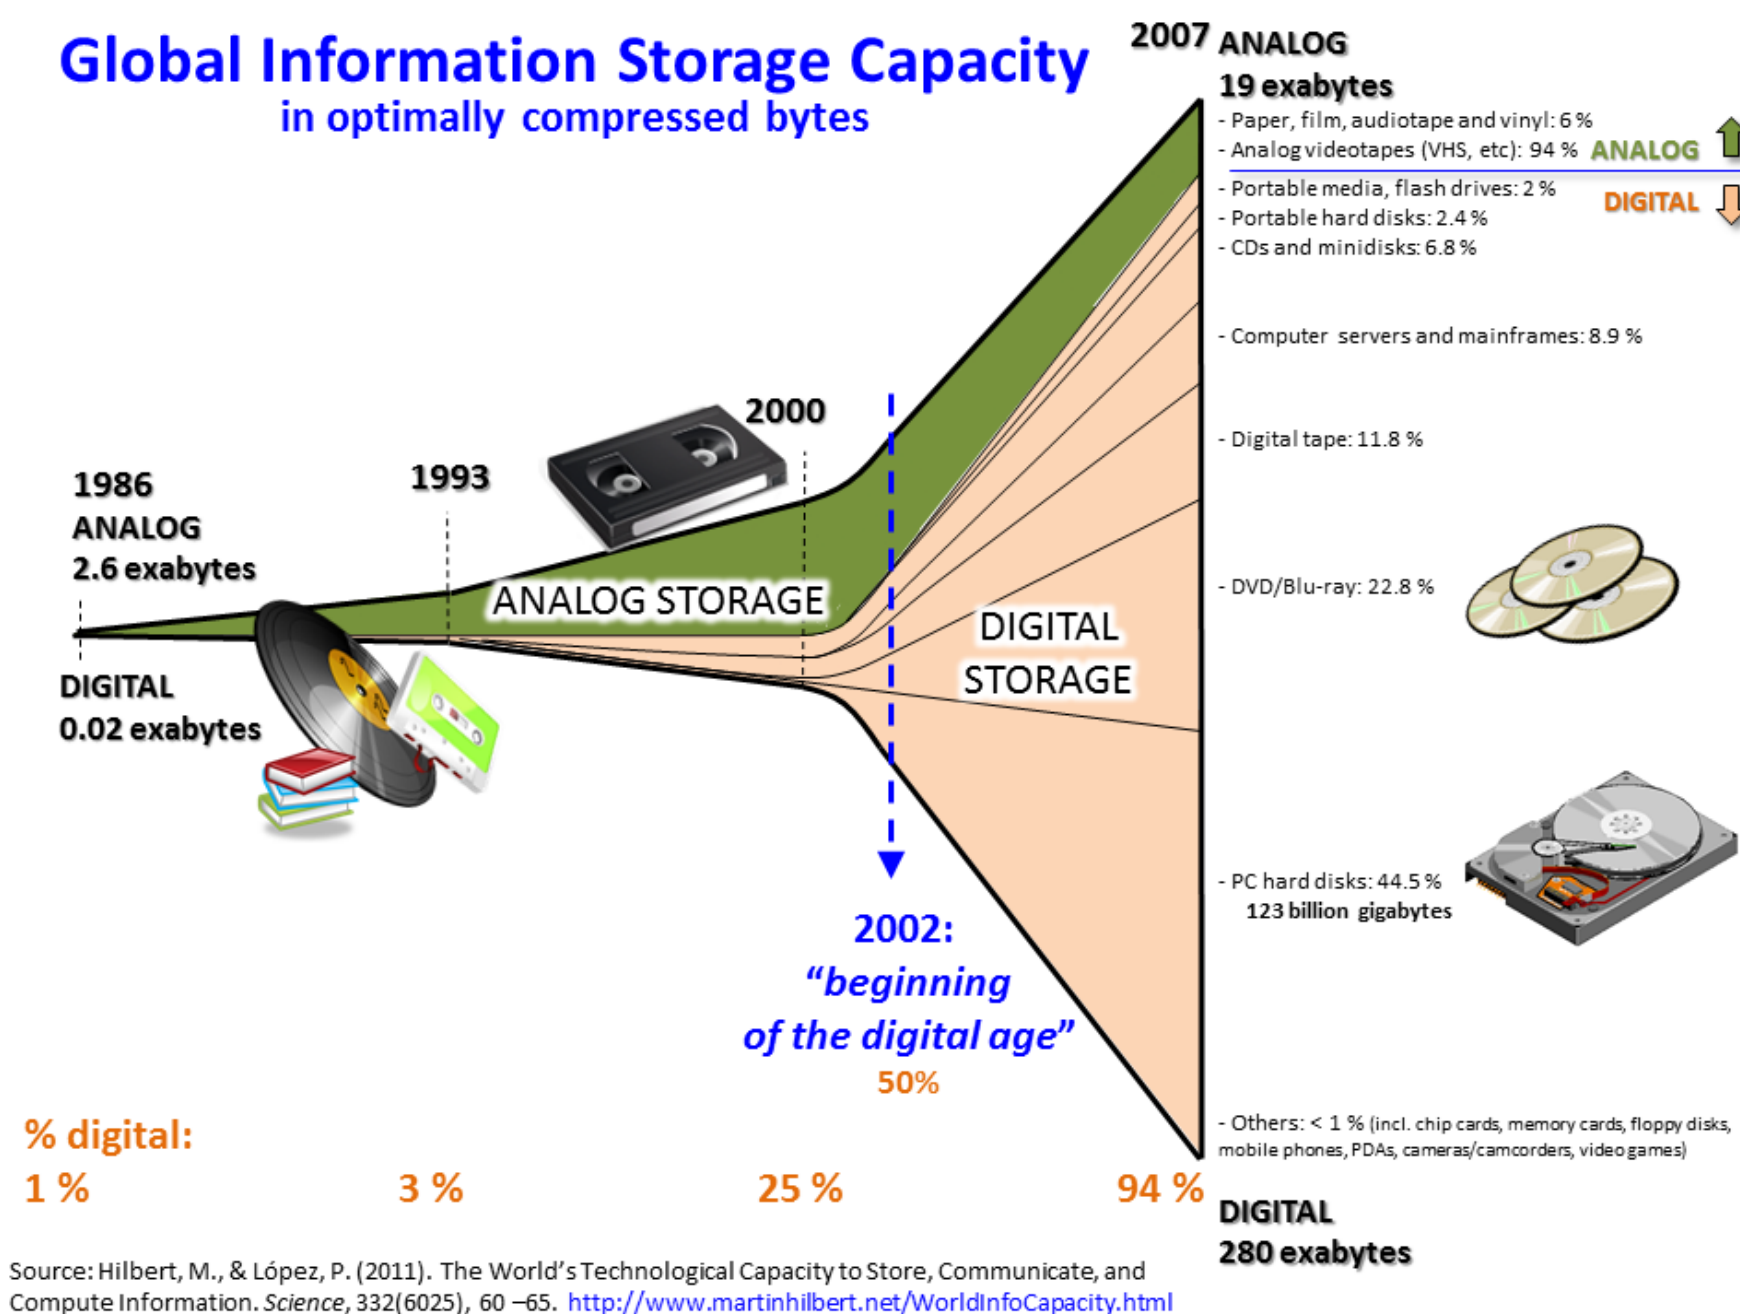 Global Information Storage Capacity
in optimally compressed bytes
2007
ANALOG
19 exabytes
- Paper, film, audiotape and vinyl: 6 %
- Analog videotapes (VHS, etc): 94 %
ANALOG
- Portable media, flash drives: 2 %
DIGITAL
- Portable hard disks: 2.4 %
- CDs and minidisks: 6.8 %
- Computer servers and mainframes: 8.9 %
- Digital tape: 11.8 %
- DVD/Blu-ray: 22.8 %
- PC hard disks: 44.5 %
123 billion gigabytes
- Others: < 1 % (incl. chip cards, memory cards, floppy disks,
mobile phones, PDAs, cameras/camcorders, video games)
DIGITAL
280 exabytes
2000
1993
1986
ANALOG
2.6 exabytes
DIGITAL
0.02 exabytes
ANALOG STORAGE
DIGITAL
STORAGE
2002:
“beginning
of the digital age”
50%
% digital:
1 %
3 %
25 %
94 %
Source: Hilbert, M., & López, P. (2011). The World’s Technological Capacity to Store, Communicate, and
Compute Information. Science, 332(6025), 60 –65. http://www.martinhilbert.net/WorldInfoCapacity.html